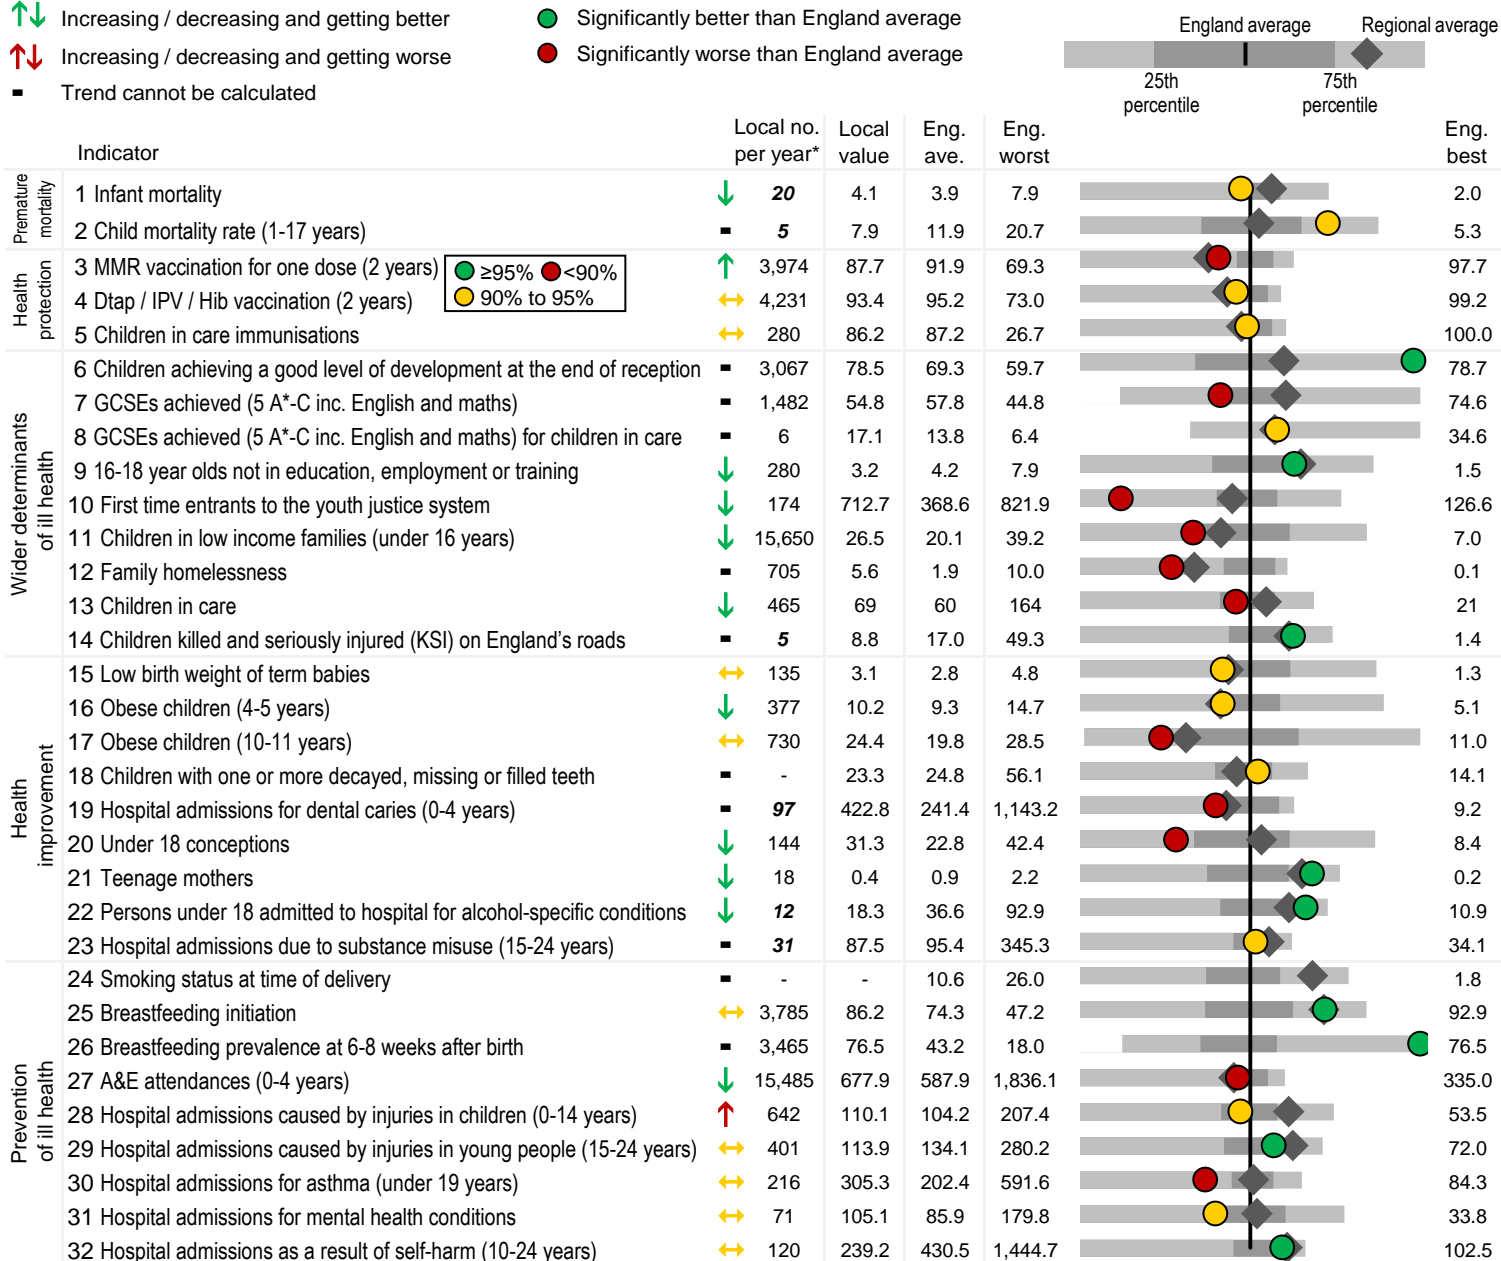 Increasing / decreasing and getting better
Significantly better than England average
Increasing / decreasing and getting worse
Significantly worse than England average
Trend cannot be calculated
England average
Regional average
25th percentile
75th percentile
Indicator
Local no. per year*
Local value
Eng. ave.
Eng. worst
Eng. best
Premature mortality
1 Infant mortality 20 4.1 3.9 7.9 2.0
2 Child mortality rate (1-17 years) 5 7.9 11.9 20.7 5.3
Health protection
3 MMR vaccination for one dose (2 years) 3,974 87.7 91.9 69.3 97.7
≥95% <90%
90% to 95%
4 Dtap / IPV / Hib vaccination (2 years) 4,231 93.4 95.2 73.0 99.2
5 Children in care immunisations 280 86.2 87.2 26.7 100.0
Wider determinants of ill health
6 Children achieving a good level of development at the end of reception 3,067 78.5 69.3 59.7 78.7
7 GCSEs achieved (5 A*-C inc. English and maths) 1,482 54.8 57.8 44.8 74.6
8 GCSEs achieved (5 A*-C inc. English and maths) for children in care 6 17.1 13.8 6.4 34.6
9 16-18 year olds not in education, employment or training 280 3.2 4.2 7.9 1.5
10 First time entrants to the youth justice system 174 712.7 368.6 821.9 126.6
11 Children in low income families (under 16 years) 15,650 26.5 20.1 39.2 7.0
12 Family homelessness 705 5.6 1.9 10.0 0.1
13 Children in care 465 69 60 164 21
14 Children killed and seriously injured (KSI) on England's roads 5 8.8 17.0 49.3 1.4
Health improvement
15 Low birth weight of term babies 135 3.1 2.8 4.8 1.3
16 Obese children (4-5 years) 377 10.2 9.3 14.7 5.1
17 Obese children (10-11 years) 730 24.4 19.8 28.5 11.0
18 Children with one or more decayed, missing or filled teeth - 23.3 24.8 56.1 14.1
19 Hospital admissions for dental caries (0-4 years) 97 422.8 241.4 1,143.2 9.2
20 Under 18 conceptions 144 31.3 22.8 42.4 8.4
21 Teenage mothers 18 0.4 0.9 2.2 0.2
22 Persons under 18 admitted to hospital for alcohol-specific conditions 12 18.3 36.6 92.9 10.9
23 Hospital admissions due to substance misuse (15-24 years) 31 87.5 95.4 345.3 34.1
Prevention of ill health
24 Smoking status at time of delivery - - 10.6 26.0 1.8
25 Breastfeeding initiation 3,785 86.2 74.3 47.2 92.9
26 Breastfeeding prevalence at 6-8 weeks after birth 3,465 76.5 43.2 18.0 76.5
27 A&E attendances (0-4 years) 15,485 677.9 587.9 1,836.1 335.0
28 Hospital admissions caused by injuries in children (0-14 years) 642 110.1 104.2 207.4 53.5
29 Hospital admissions caused by injuries in young people (15-24 years) 401 113.9 134.1 280.2 72.0
30 Hospital admissions for asthma (under 19 years) 216 305.3 202.4 591.6 84.3
31 Hospital admissions for mental health conditions 71 105.1 85.9 179.8 33.8
32 Hospital admissions as a result of self-harm (10-24 years) 120 239.2 430.5 1,444.7 102.5